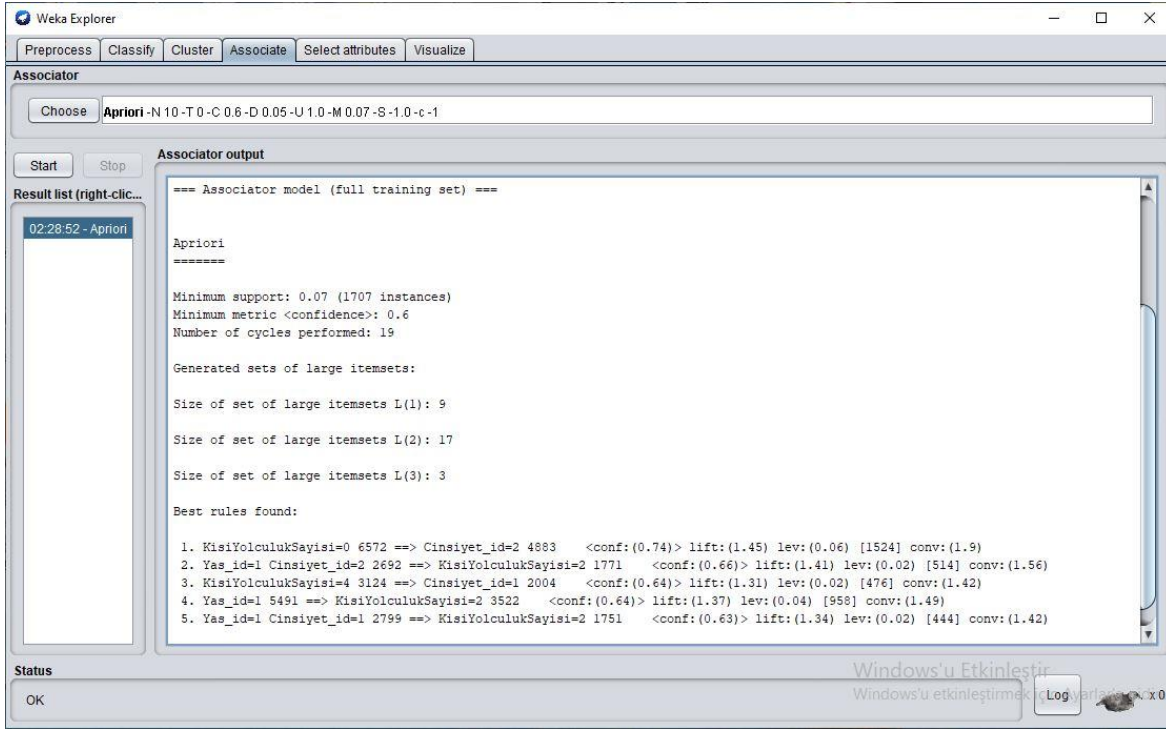 Weka Explorer
Preprocess Classify Cluster Associate Select attributes Visualize
Associator
Choose Apriori -N 10 -T 0 -C 0.6 -D 0.05 -U 1.0 -M 0.07 -S -1.0 -c -1
Start Stop
Associator output
Result list (right-clic...
02:28:52 - Apriori
=== Associator model (full training set) ===
Apriori
=======
Minimum support: 0.07 (1707 instances)
Minimum metric <confidence>: 0.6
Number of cycles performed: 19
Generated sets of large itemsets:
Size of set of large itemsets L(1): 9
Size of set of large itemsets L(2): 17
Size of set of large itemsets L(3): 3
Best rules found:
1. KisiYolculukSayisi=0 6572 ==> Cinsiyet_id=2 4883 <conf:(0.74)> lift:(1.45) lev:(0.06) [1524] conv:(1.9)
2. Yas_id=1 Cinsiyet_id=2 2692 ==> KisiYolculukSayisi=2 1771 <conf:(0.66)> lift:(1.41) lev:(0.02) [514] conv:(1.56)
3. KisiYolculukSayisi=4 3124 ==> Cinsiyet_id=1 2004 <conf:(0.64)> lift:(1.31) lev:(0.02) [476] conv:(1.42)
4. Yas_id=1 5491 ==> KisiYolculukSayisi=2 3522 <conf:(0.64)> lift:(1.37) lev:(0.04) [958] conv:(1.49)
5. Yas_id=1 Cinsiyet_id=1 2799 ==> KisiYolculukSayisi=2 1751 <conf:(0.63)> lift:(1.34) lev:(0.02) [444] conv:(1.42)
Status
Windows'u Etkinleştir
Windows'u etkinleştirmek
OK
Log
x 0